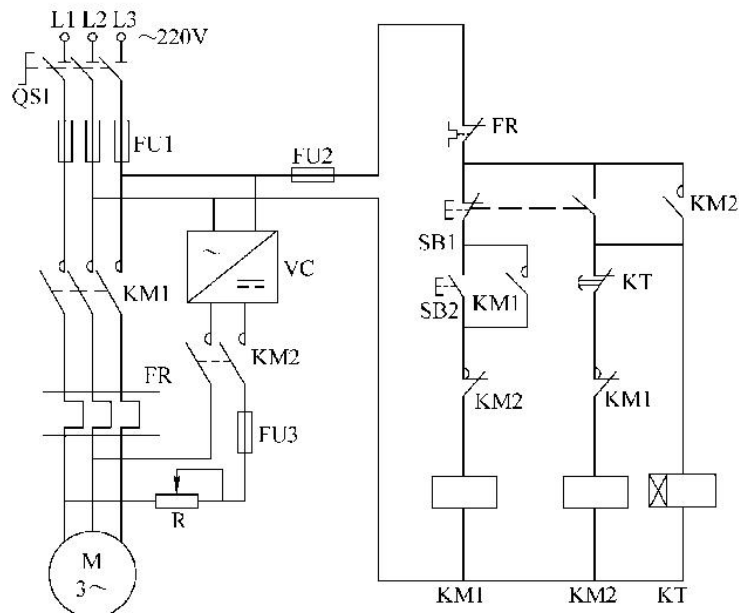 L1 L2 L3
~220V
QS1
FU1
FU2
FR
KM2
SB1
VC
KT
KM1
SB2
KM1
KM2
FR
KM2
KM1
FU3
R
M
3~
KM1
KM2
KT